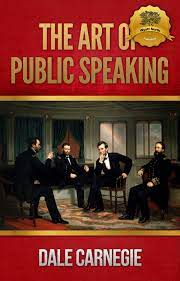 THE ART OF
PUBLIC SPEAKING
DALE CARNEGIE